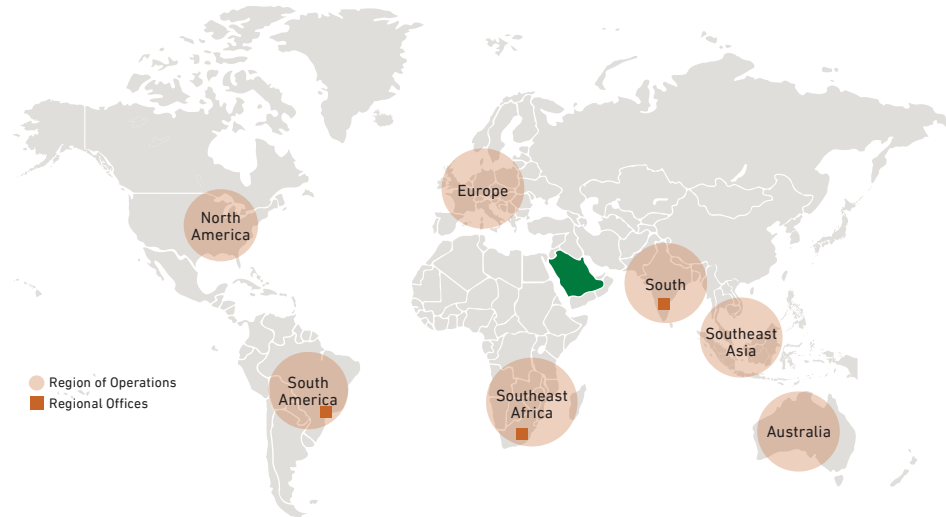 Europe
North
America
South
Southeast
Asia
South
America
Southeast
Africa
Australia
Region of Operations
Regional Offices